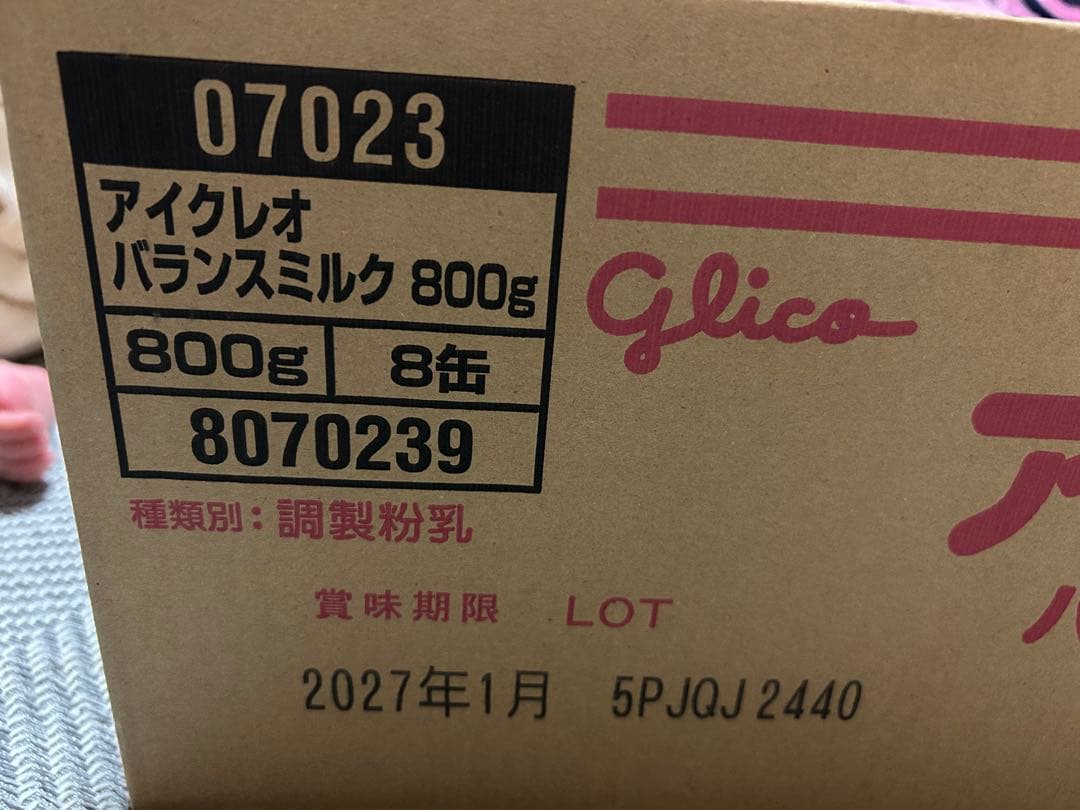 07023
アイクレオ
バランスミルク 800g
800g 8缶
8070239
Glico
種類別：調製粉乳
賞味期限 LOT
2027年1月 5PJQJ 2440
ア